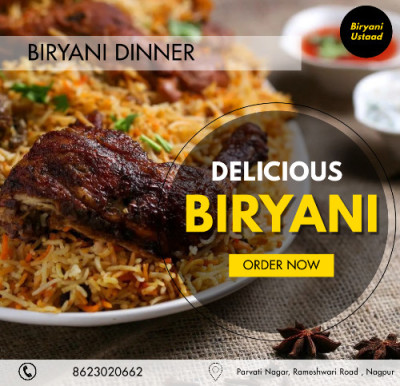 Biryani
Ustaad
BIRYANI DINNER
DELICIOUS
BIRYANI
ORDER NOW
8623020662
Parvati Nagar, Rameshwari Road , Nagpur